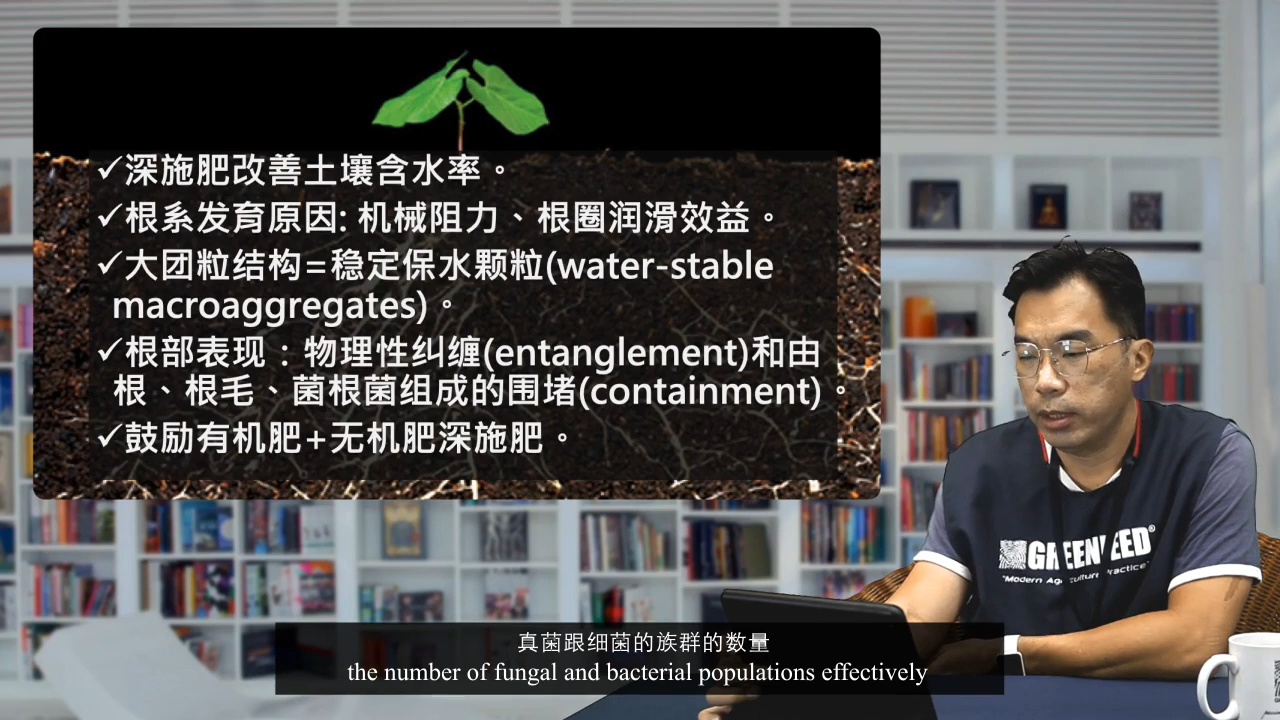 ✓深施肥改善土壤含水率。
✓根系发育原因: 机械阻力、根圈润滑效益。
✓大团粒结构=稳定保水颗粒(water-stable
macroaggregates)。
✓根部表现：物理性纠缠(entanglement)和由
根、根毛、菌根菌组成的围堵(containment)。
✓鼓励有机肥+无机肥深施肥。
真菌跟细菌的族群的数量
the number of fungal and bacterial populations effectively